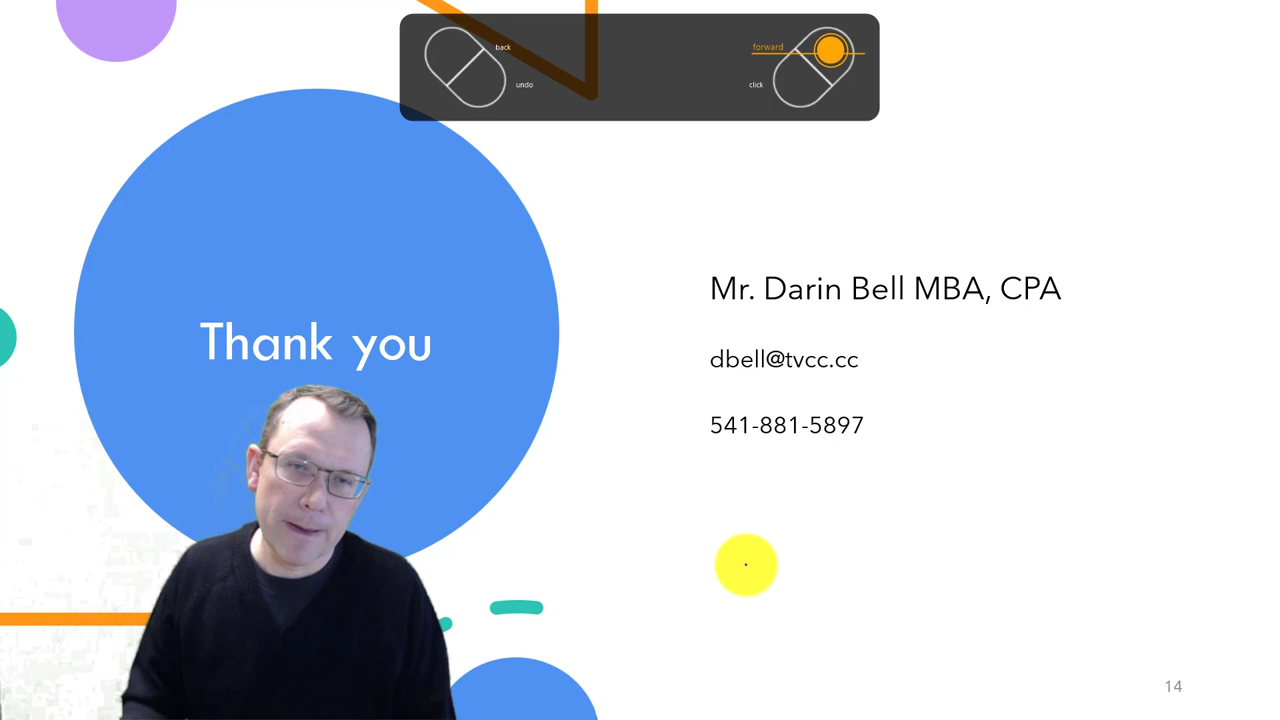 back
undo
forward
click
Thank you
Mr. Darin Bell MBA, CPA
dbell@tvcc.cc
541-881-5897
14